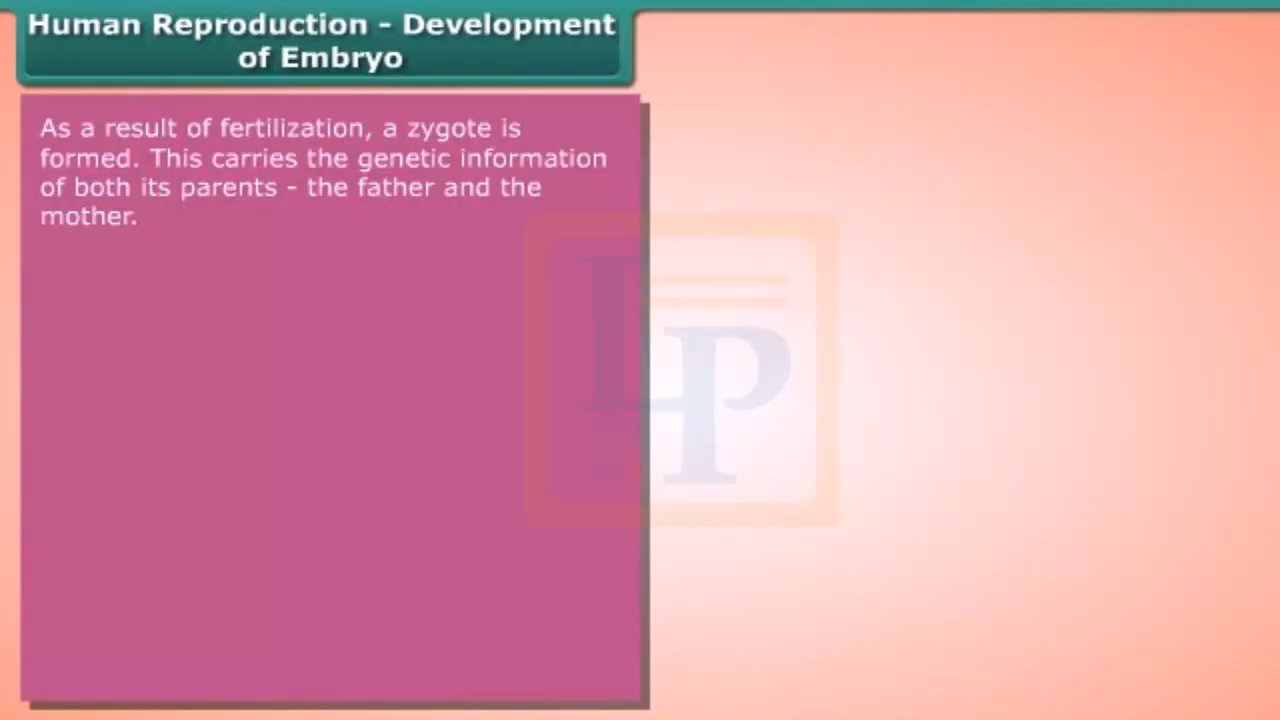 Human Reproduction - Development
of Embryo
As a result of fertilization, a zygote is
formed. This carries the genetic information
of both its parents - the father and the
mother.
LP